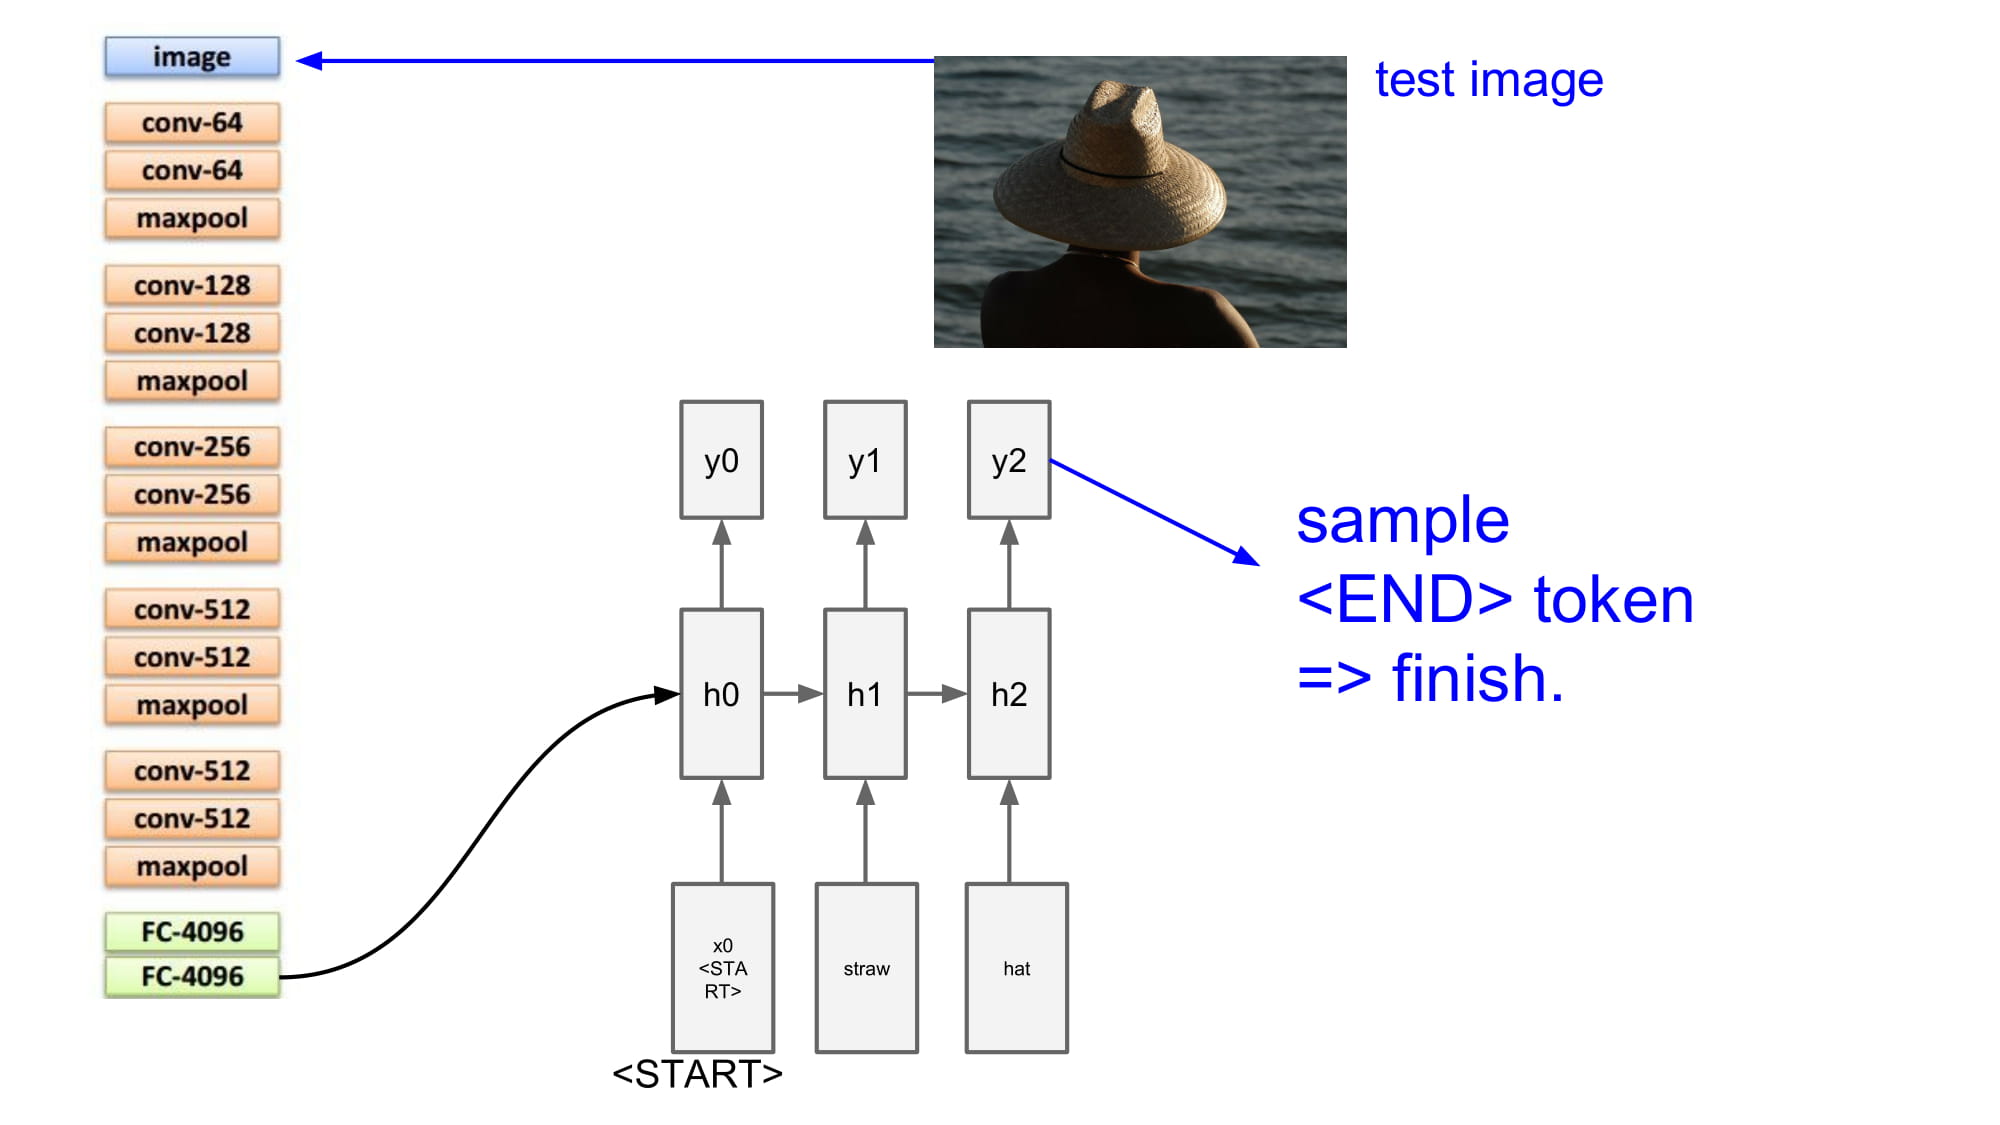 image
conv-64
conv-64
maxpool
conv-128
conv-128
maxpool
conv-256
conv-256
maxpool
conv-512
conv-512
maxpool
conv-512
conv-512
maxpool
FC-4096
FC-4096
test image
y0
y1
y2
sample
<END> token
=> finish.
h0
h1
h2
x0
<STA
RT>
straw
hat
<START>